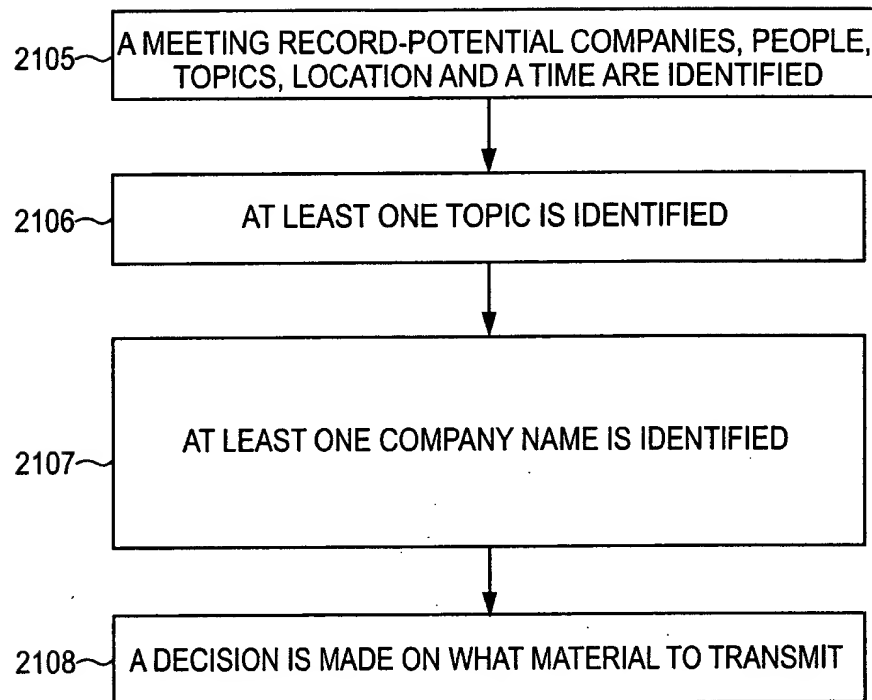 2105
A MEETING RECORD-POTENTIAL COMPANIES, PEOPLE,
TOPICS, LOCATION AND A TIME ARE IDENTIFIED
2106
AT LEAST ONE TOPIC IS IDENTIFIED
2107
AT LEAST ONE COMPANY NAME IS IDENTIFIED
2108
A DECISION IS MADE ON WHAT MATERIAL TO TRANSMIT